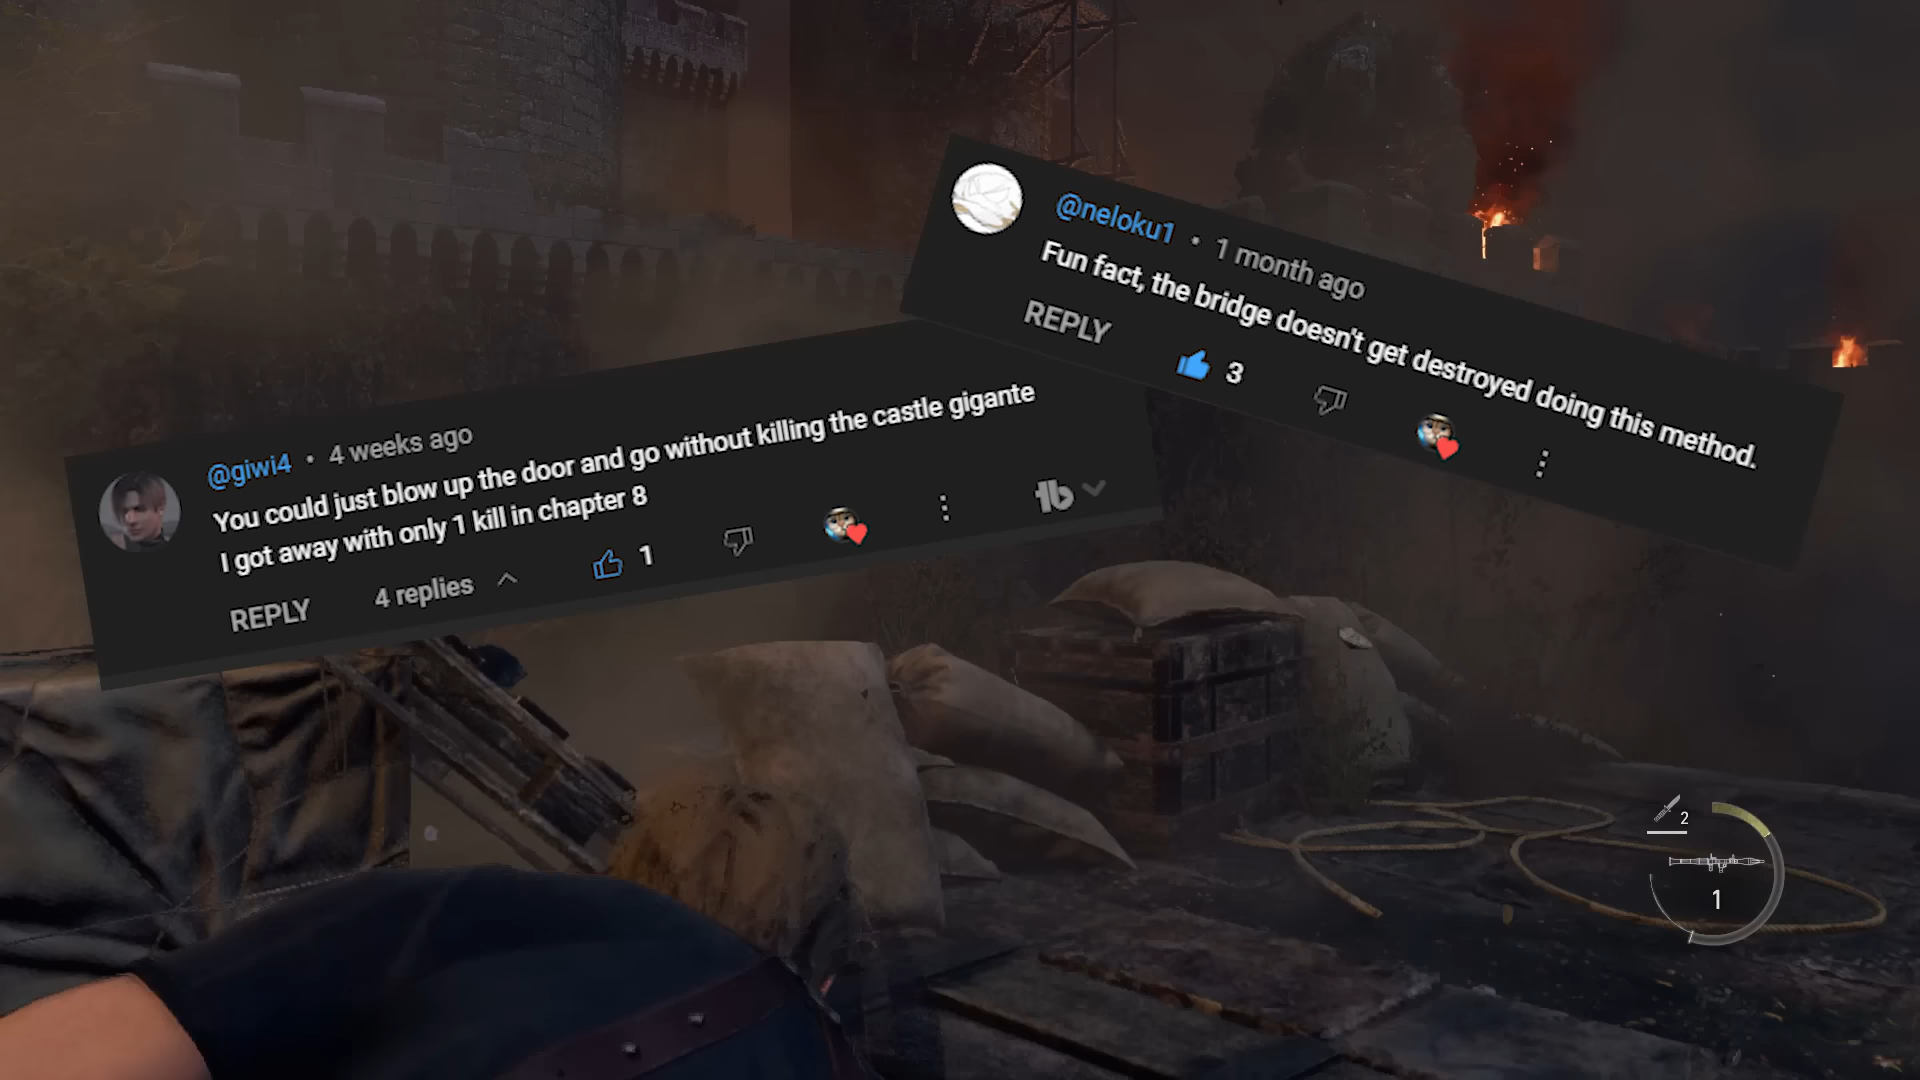 @neloku1 • 1 month ago
Fun fact, the bridge doesn't get destroyed doing this method.
REPLY 3
@giwi4 • 4 weeks ago
You could just blow up the door and go without killing the castle gigante
I got away with only 1 kill in chapter 8
REPLY 4 replies 1
2
1